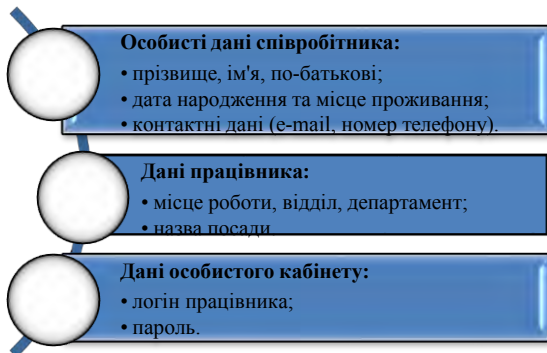 Особисті дані співробітника:
• прізвище, ім'я, по-батькові;
• дата народження та місце проживання;
• контактні дані (e-mail, номер телефону).
Дані працівника:
• місце роботи, відділ, департамент;
• назва посади.
Дані особистого кабінету:
• логін працівника;
• пароль.